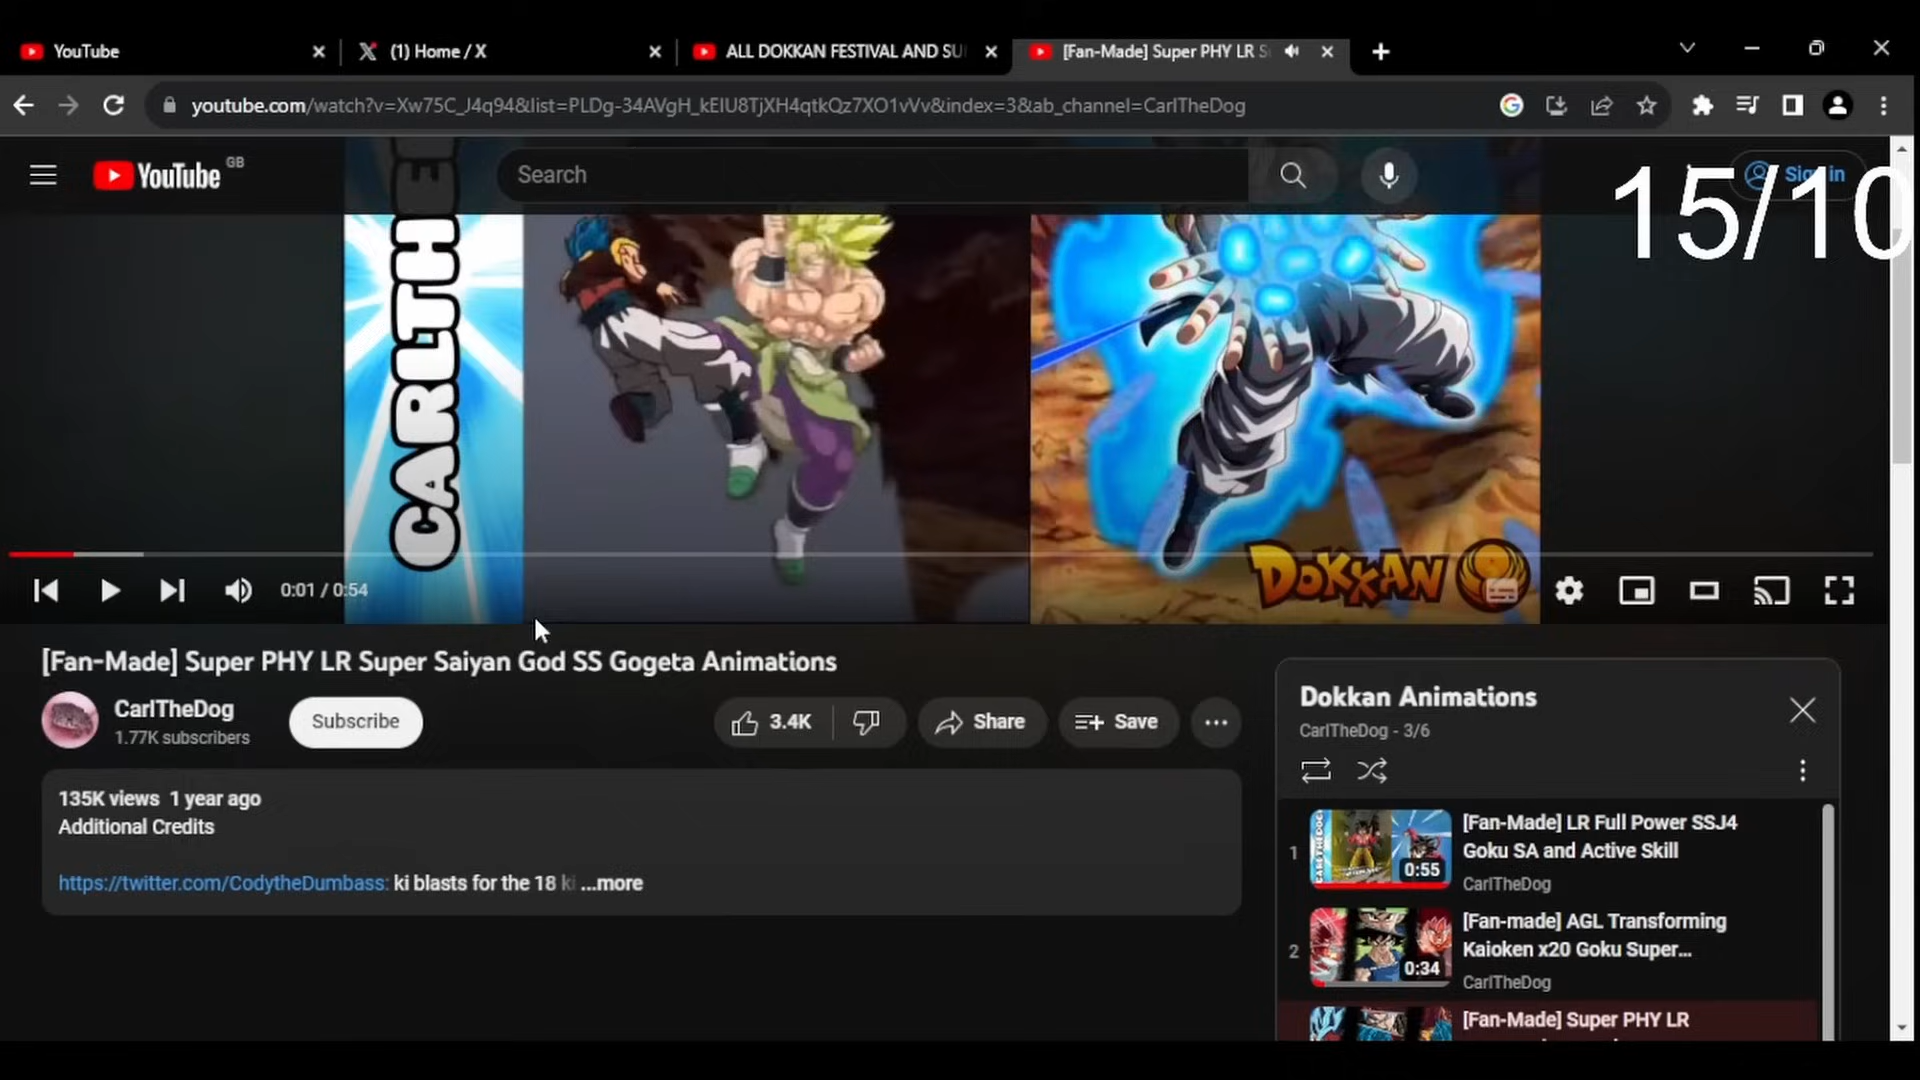 YouTube
(1) Home / X
ALL DOKKAN FESTIVAL AND SU
[Fan-Made] Super PHY LR S
youtube.com/watch?v=Xw75C_J4q94&list=PLDg-34AVgH_kEIU8TjXH4qtkQz7XO1vVv&index=3&ab_channel=CarlTheDog
YouTube GB
Search
Sign in
15/10
CARLTHE
DOKKAN
0:01 / 0:54
[Fan-Made] Super PHY LR Super Saiyan God SS Gogeta Animations
CarlTheDog
1.77K subscribers
Subscribe
3.4K
Share
Save
135K views 1 year ago
Additional Credits
https://twitter.com/CodytheDumbass: ki blasts for the 18 ki ...more
Dokkan Animations
CarlTheDog - 3/6
1
0:55
[Fan-Made] LR Full Power SSJ4
Goku SA and Active Skill
CarlTheDog
2
0:34
[Fan-made] AGL Transforming
Kaioken x20 Goku Super...
CarlTheDog
[Fan-Made] Super PHY LR